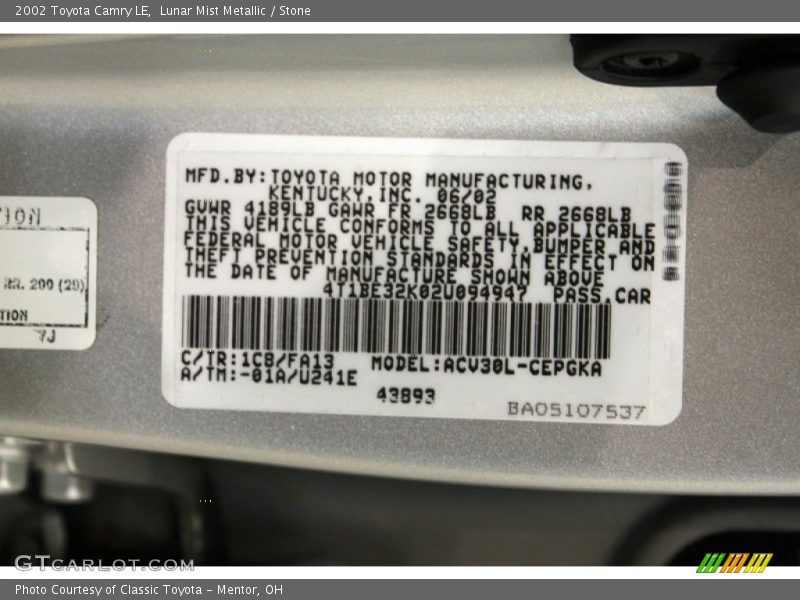 2002 Toyota Camry LE, Lunar Mist Metallic / Stone
MFD.BY:TOYOTA MOTOR MANUFACTURING,
KENTUCKY,INC. 06/02
GVWR 4189LB GAWR FR 2668LB RR 2668LB
THIS VEHICLE CONFORMS TO ALL APPLICABLE
FEDERAL MOTOR VEHICLE SAFETY,BUMPER AND
THEFT PREVENTION STANDARDS IN EFFECT ON
THE DATE OF MANUFACTURE SHOWN ABOVE
4T1BE32K02U094947 PASS.CAR
C/TR:1C8/FA13 MODEL:ACV30L-CEPGKA
A/TM:-01A/U241E
43893
BA05107537
RR. 200 (29)
TION
7J
GTCARLOT.COM
Photo Courtesy of Classic Toyota - Mentor, OH